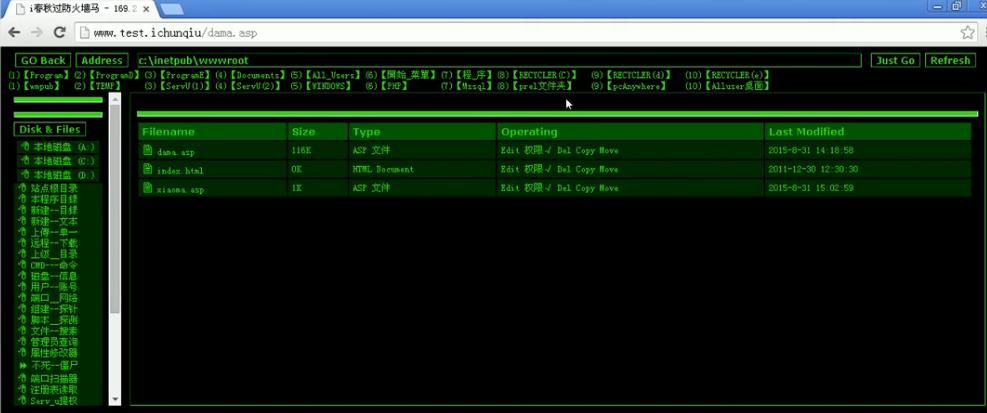 i春秋过防火墙马 - 169.2
www.test.ichunqiu/dama.asp
GO Back Address c:\inetpub\wwwroot Just Go Refresh
(1)【Program】 (2)【ProgramD】 (3)【ProgramE】 (4)【Documents】 (5)【All_Users】 (6)【開始_菜單】 (7)【程_序】 (8)【RECYCLER(C)】 (9)【RECYCLER(d)】 (10)【RECYCLER(e)】
(1)【wmpub】 (2)【TEMP】 (3)【ServU(1)】 (4)【ServU(2)】 (5)【WINDOWS】 (6)【PHP】 (7)【Mssql】 (8)【prel文件夹】 (9)【pcAnywhere】 (10)【Alluser桌面】
Disk & Files
Filename Size Type Operating Last Modified
dama.asp 116K ASP 文件 Edit 权限√ Del Copy Move 2015-8-31 14:18:58
index.html 0K HTML Document Edit 权限√ Del Copy Move 2011-12-30 12:30:30
xiaoma.asp 1K ASP 文件 Edit 权限√ Del Copy Move 2015-8-31 15:02:59
本地磁盘 (A:)
本地磁盘 (C:)
本地磁盘 (D:)
站点根目录
本程序目録
新建--目録
新建--文本
上传--单一
远程--下载
上级__目录
CMD---命令
磁盘--信息
用户--账号
端口__网络
组建--探针
脚本__探测
文件--搜索
管理员查询
属性修改器
不死--僵尸
端口扫描器
注册表读取
Serv_u提权